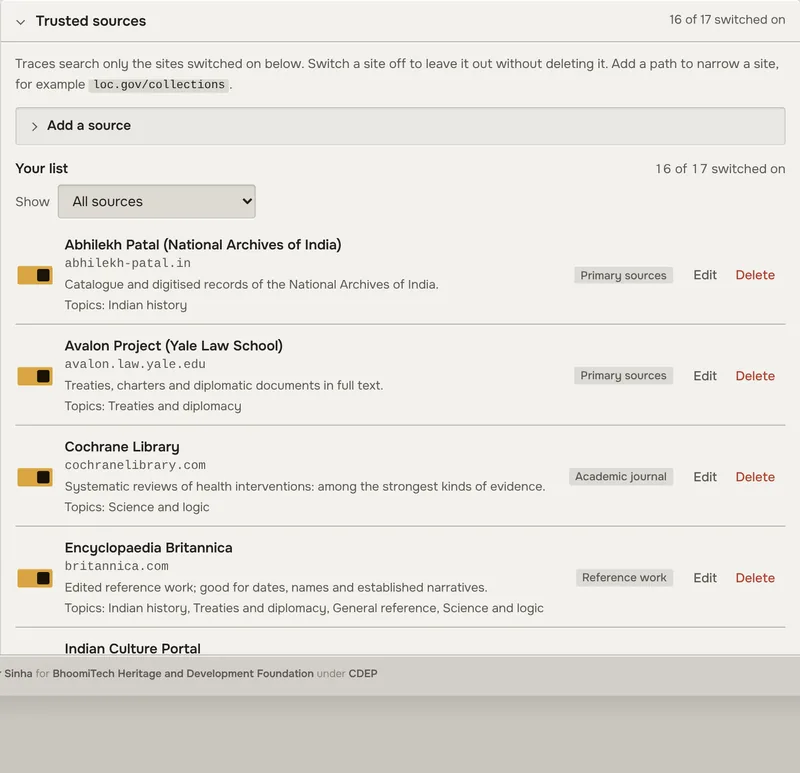 Trusted sources
16 of 17 switched on
Traces search only the sites switched on below. Switch a site off to leave it out without deleting it. Add a path to narrow a site,
for example loc.gov/collections.
Add a source
Your list
16 of 17 switched on
Show
All sources
Abhilekh Patal (National Archives of India)
abhilekh-patal.in
Catalogue and digitised records of the National Archives of India.
Topics: Indian history
Primary sources
Edit
Delete
Avalon Project (Yale Law School)
avalon.law.yale.edu
Treaties, charters and diplomatic documents in full text.
Topics: Treaties and diplomacy
Primary sources
Edit
Delete
Cochrane Library
cochranelibrary.com
Systematic reviews of health interventions: among the strongest kinds of evidence.
Topics: Science and logic
Academic journal
Edit
Delete
Encyclopaedia Britannica
britannica.com
Edited reference work; good for dates, names and established narratives.
Topics: Indian history, Treaties and diplomacy, General reference, Science and logic
Reference work
Edit
Delete
Indian Culture Portal
Sinha for BhoomiTech Heritage and Development Foundation under CDEP